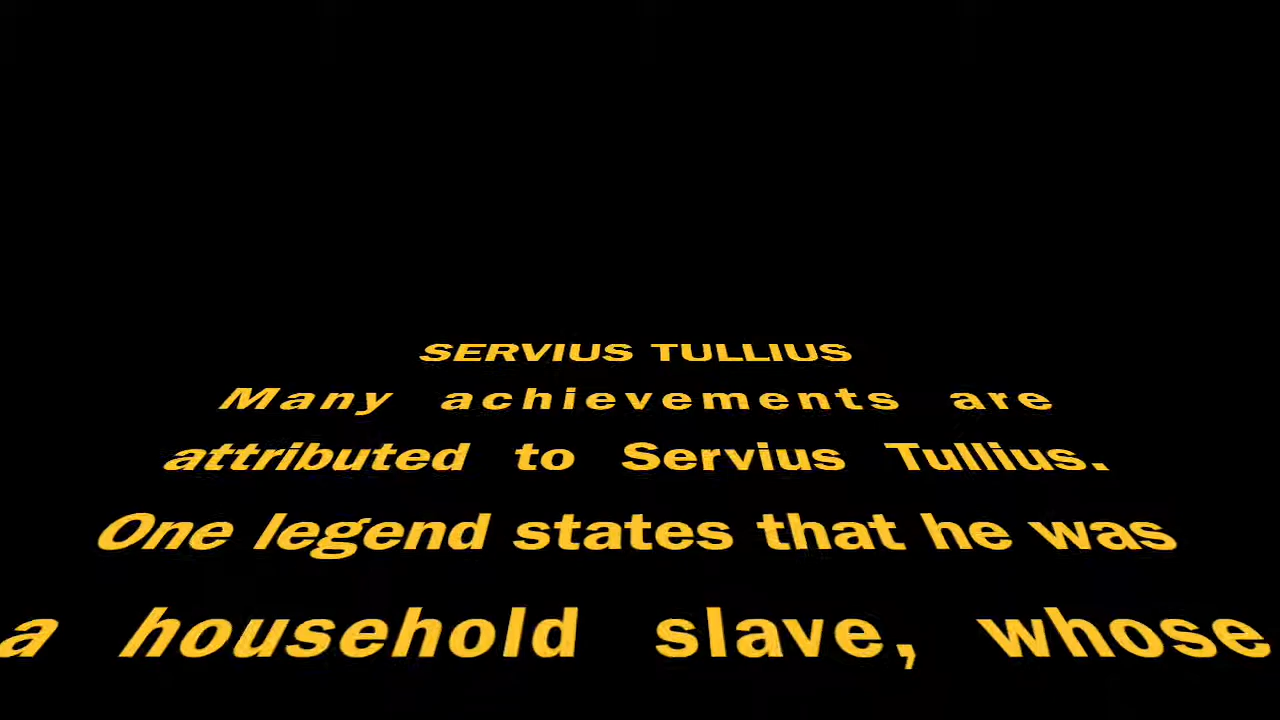 SERVIUS TULLIUS
Many achievements are
attributed to Servius Tullius.
One legend states that he was
a household slave, whose